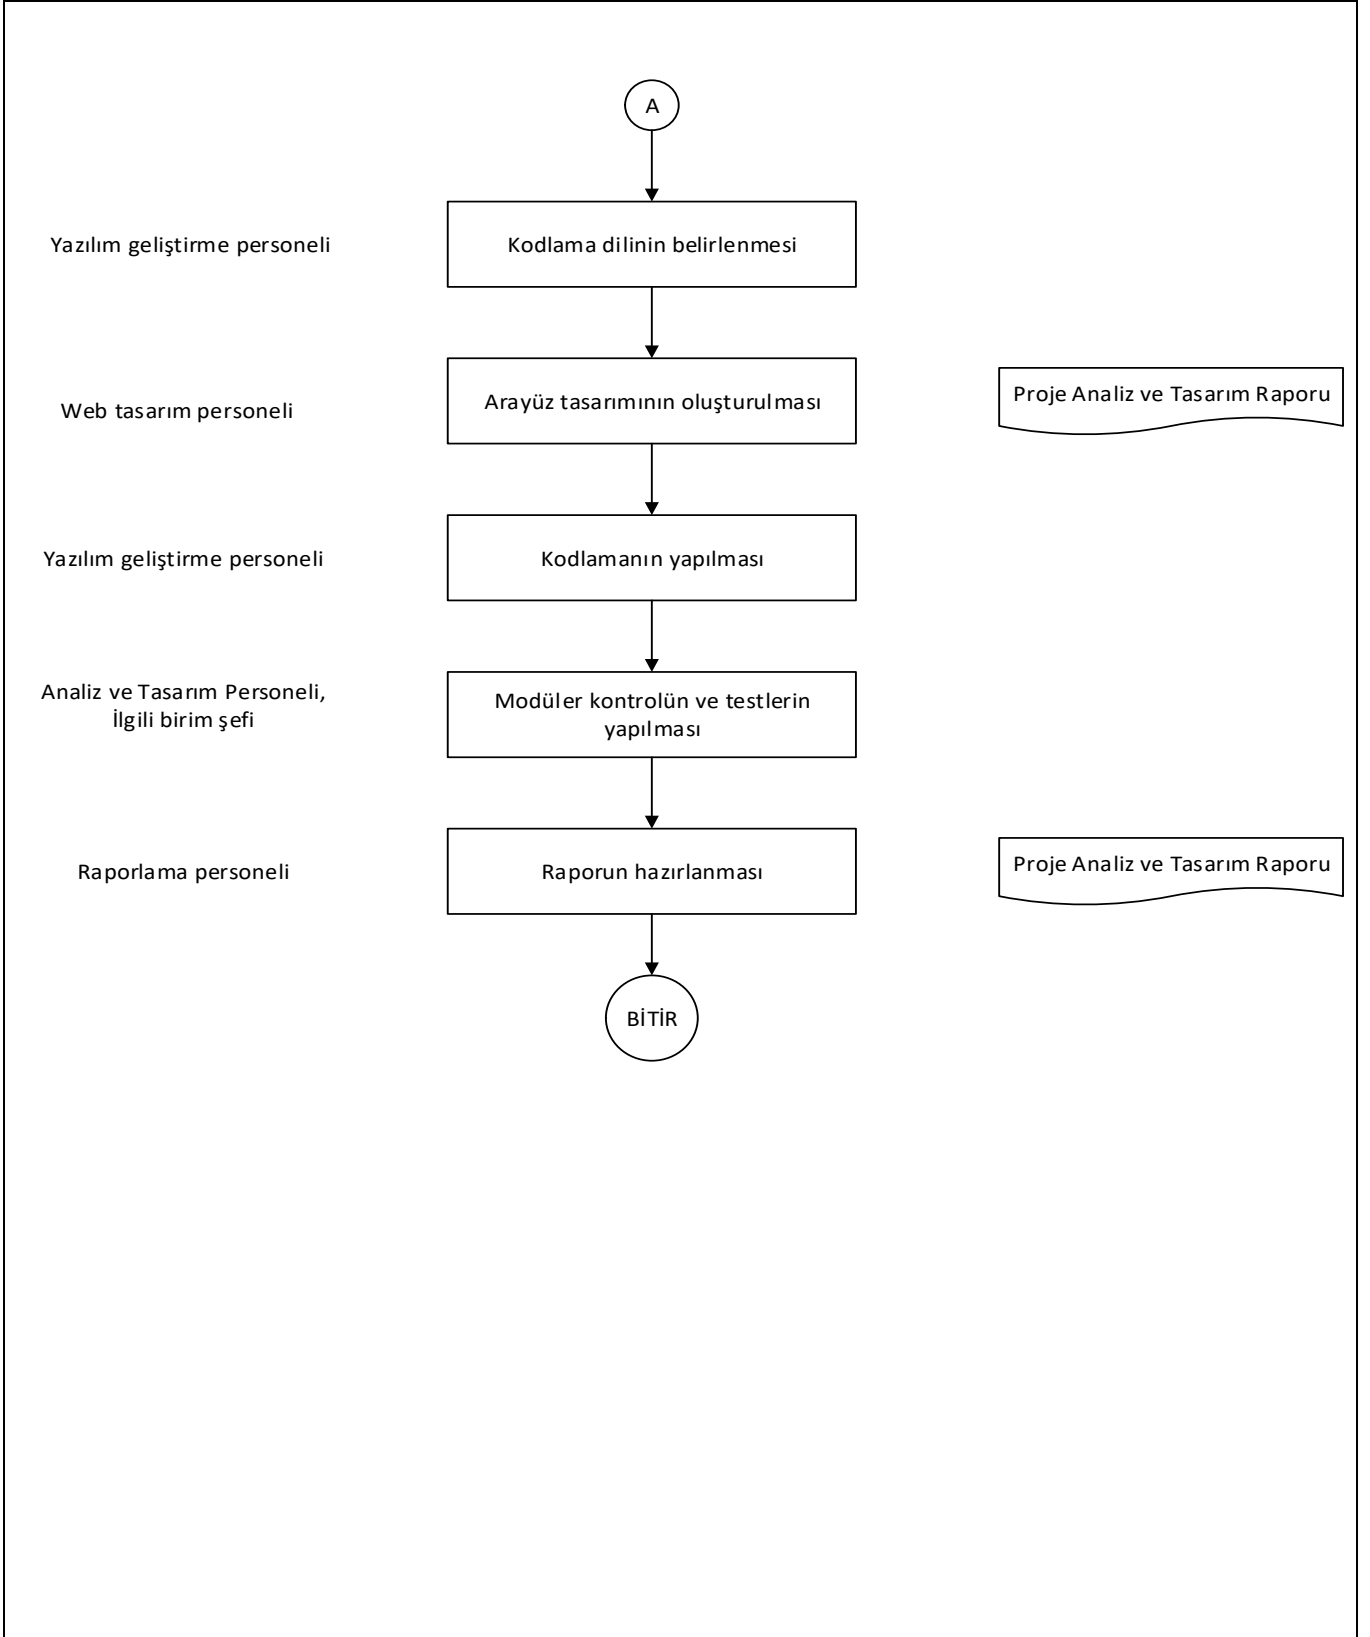 A
Yazılım geliştirme personeli
Kodlama dilinin belirlenmesi
Web tasarım personeli
Arayüz tasarımının oluşturulması
Proje Analiz ve Tasarım Raporu
Yazılım geliştirme personeli
Kodlamanın yapılması
Analiz ve Tasarım Personeli,
İlgili birim şefi
Modüler kontrolün ve testlerin
yapılması
Raporlama personeli
Raporun hazırlanması
Proje Analiz ve Tasarım Raporu
BİTİR